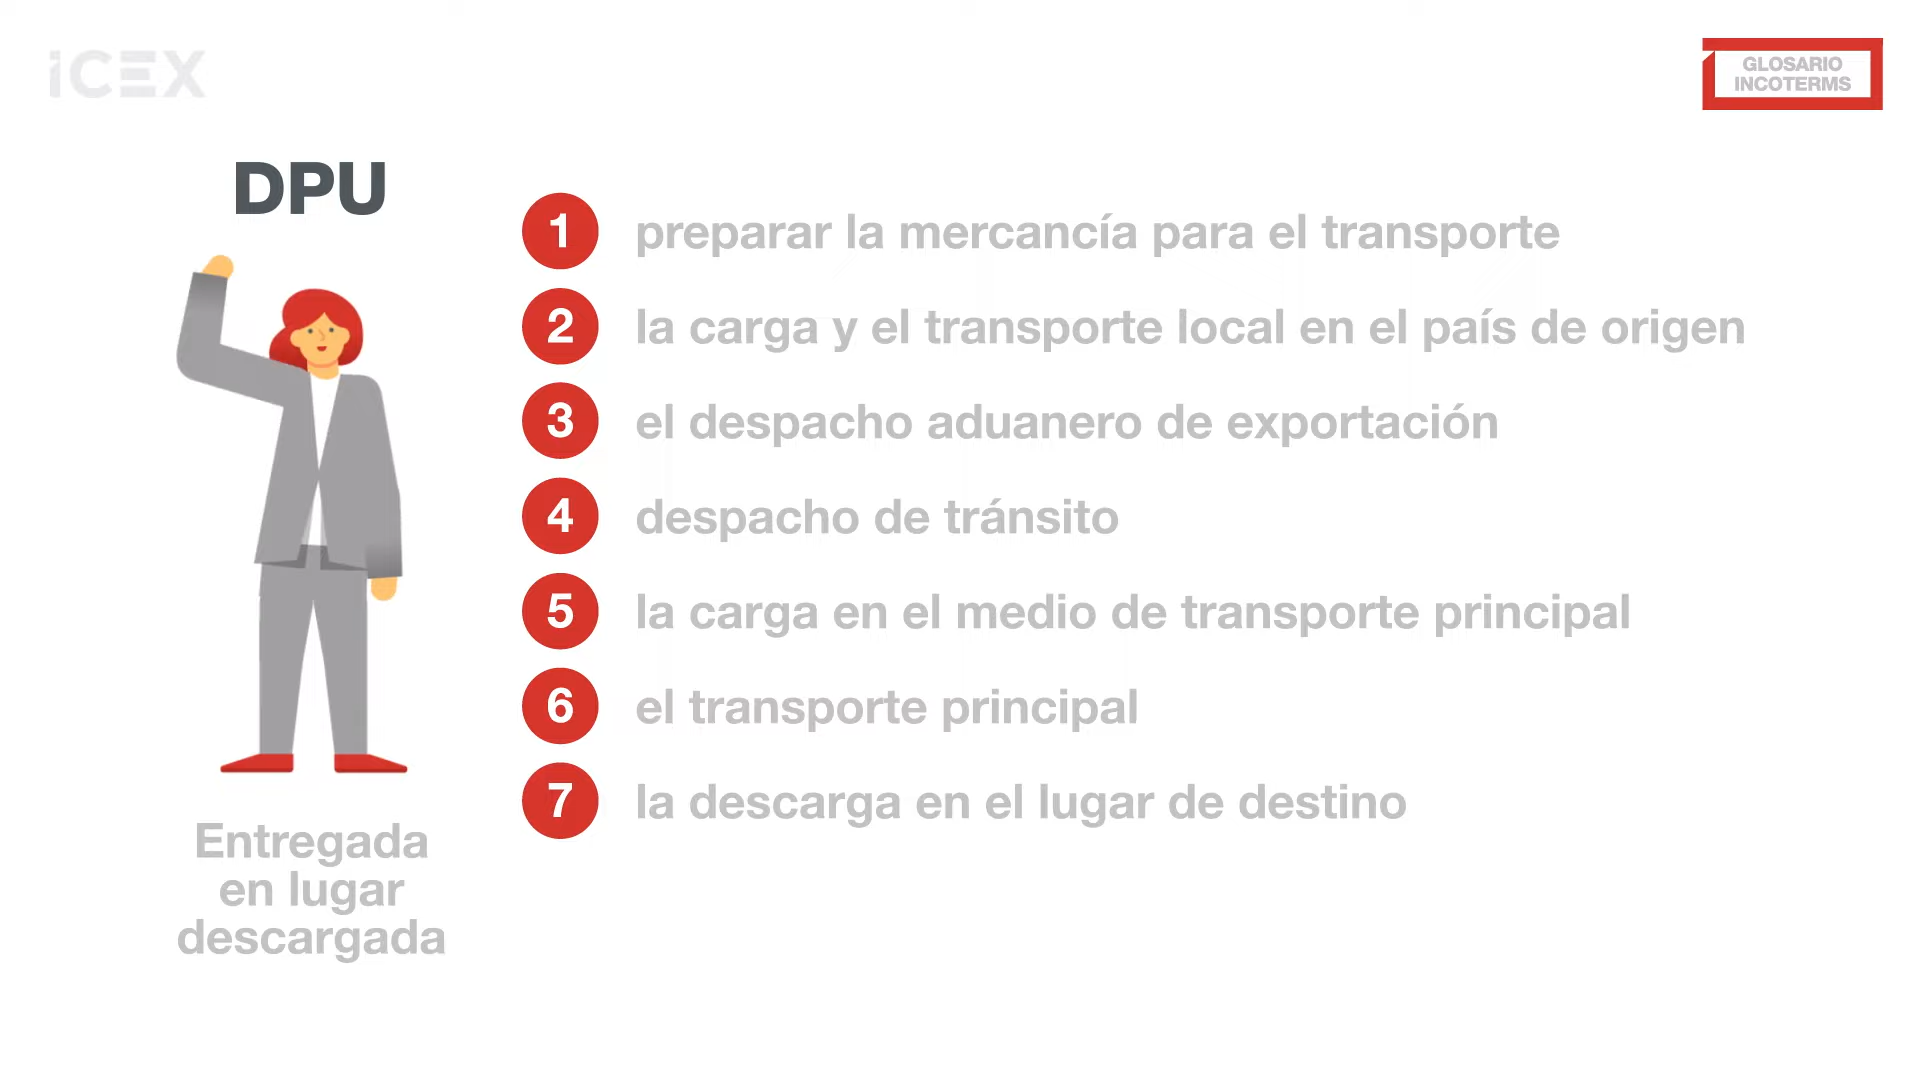 iCEX
GLOSARIO
INCOTERMS
DPU
1 preparar la mercancía para el transporte
2 la carga y el transporte local en el país de origen
3 el despacho aduanero de exportación
4 despacho de tránsito
5 la carga en el medio de transporte principal
6 el transporte principal
7 la descarga en el lugar de destino
Entregada
en lugar
descargada